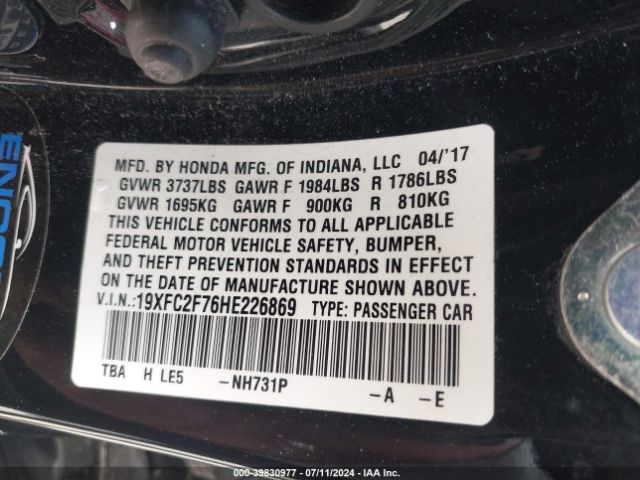 MFD. BY HONDA MFG. OF INDIANA, LLC 04/'17
GVWR 3737LBS GAWR F 1984LBS R 1786LBS
GVWR 1695KG GAWR F 900KG R 810KG
THIS VEHICLE CONFORMS TO ALL APPLICABLE
FEDERAL MOTOR VEHICLE SAFETY, BUMPER,
AND THEFT PREVENTION STANDARDS IN EFFECT
ON THE DATE OF MANUFACTURE SHOWN ABOVE.
V.I.N.:19XFC2F76HE226869 TYPE: PASSENGER CAR
TBA H LE5 -NH731P -A -E
© IN-HOUSE - 39830977 - 07/11/2024 - IAA Inc.